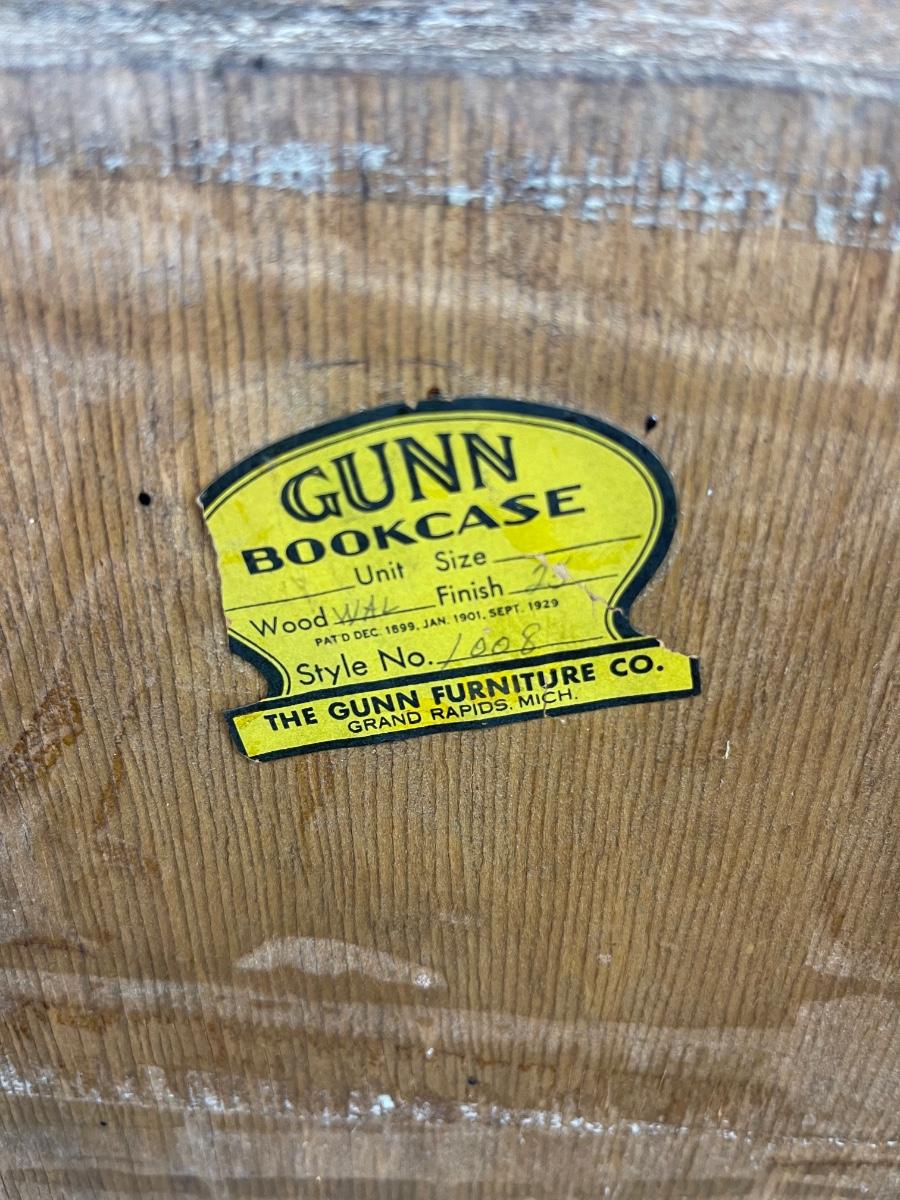 GUNN
BOOKCASE
Unit Size
Wood WAL Finish
PAT'D DEC. 1899, JAN. 1901, SEPT. 1929
Style No. 1008
THE GUNN FURNITURE CO.
GRAND RAPIDS, MICH.